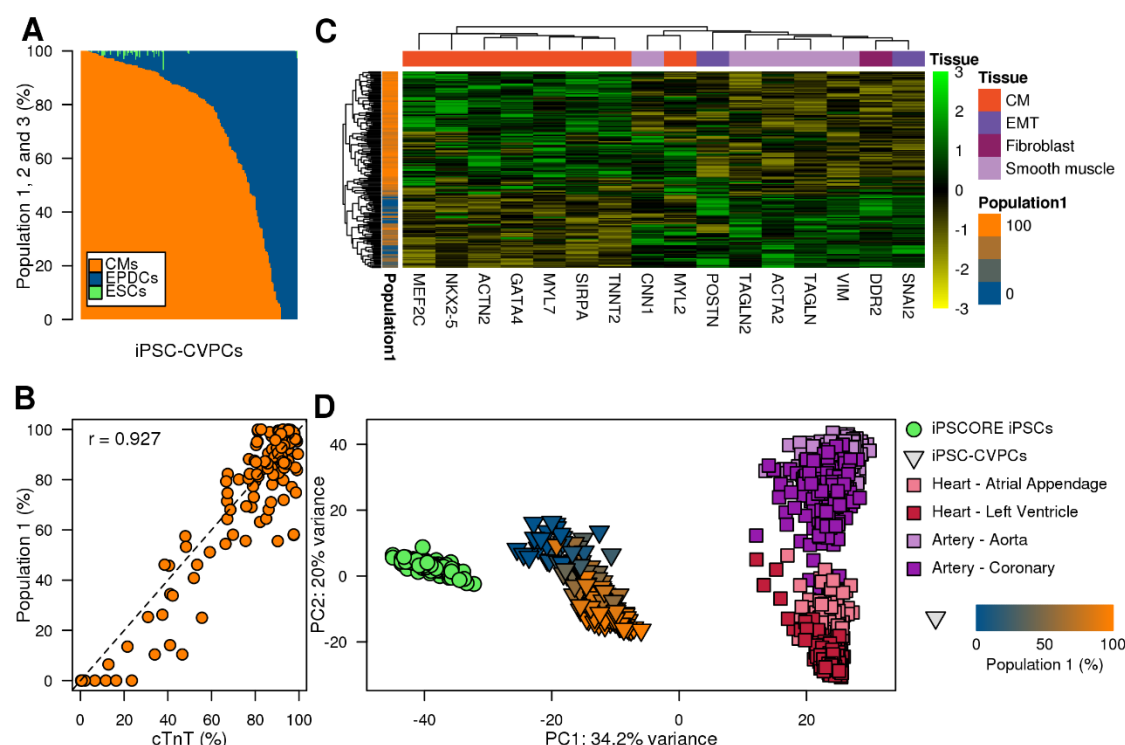 A
100
80
60
40
20
0
Population 1, 2 and 3 (%)
CMs
EPDCs
ESCs
iPSC-CVPCs
C
Tissue
3
2
1
0
-1
-2
-3
Tissue
CM
EMT
Fibroblast
Smooth muscle
Population1
100
0
Population1
MEF2C
NKX2-5
ACTN2
GATA4
MYL7
SIRPA
TNNT2
CNN1
MYL2
POSTN
TAGLN2
ACTA2
TAGLN
VIM
DDR2
SNAI2
B
r = 0.927
100
80
60
40
20
0
Population 1 (%)
0 20 40 60 80 100
cTnT (%)
D
40
20
0
-20
PC2: 20% variance
-40 -20 0 20
PC1: 34.2% variance
iPSCORE iPSCs
iPSC-CVPCs
Heart - Atrial Appendage
Heart - Left Ventricle
Artery - Aorta
Artery - Coronary
0 50 100
Population 1 (%)